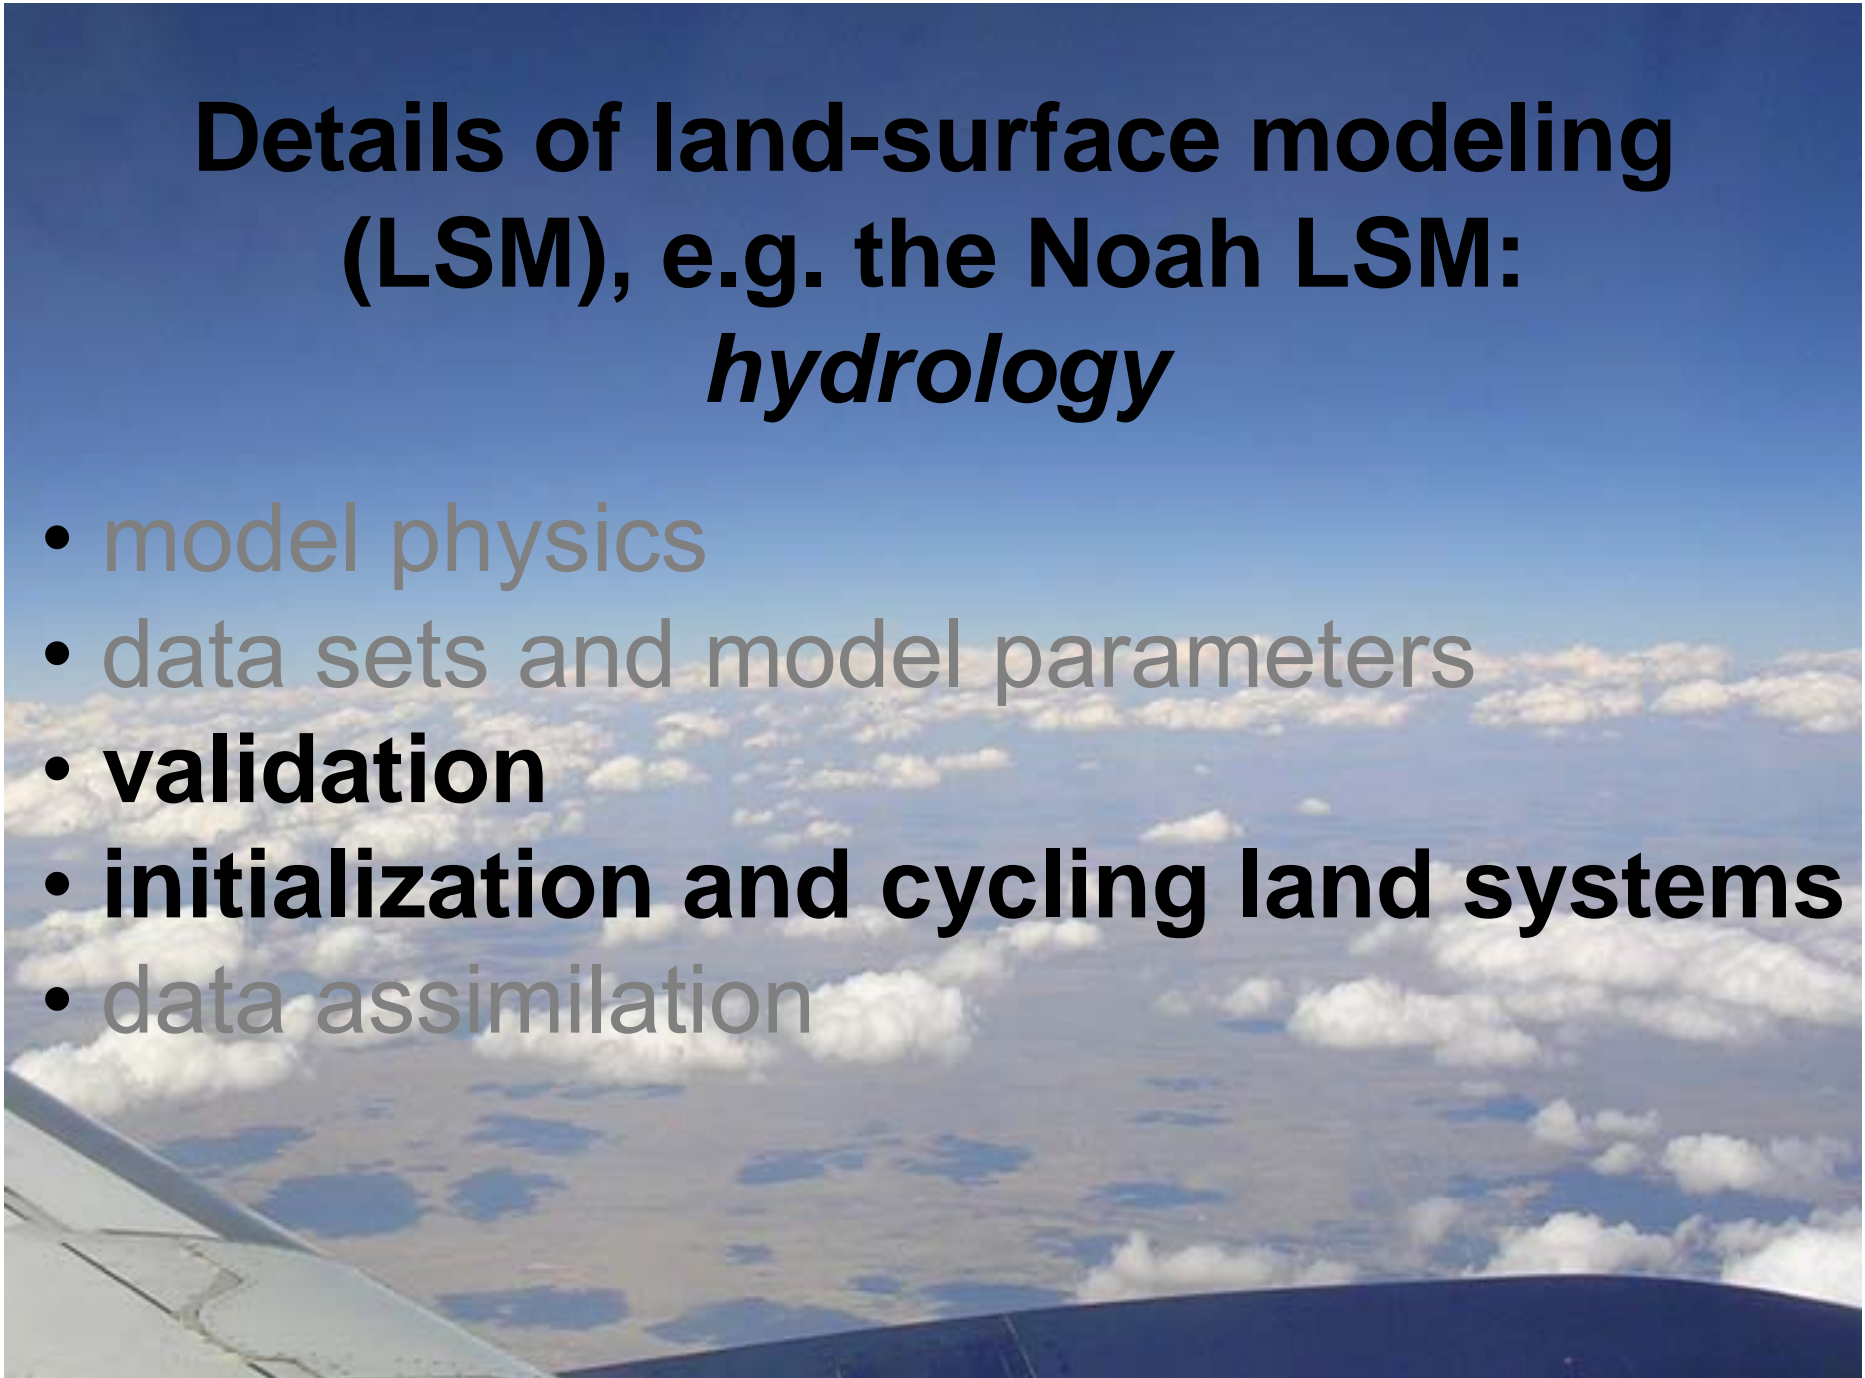 Details of land-surface modeling
(LSM), e.g. the Noah LSM:
hydrology
• model physics
• data sets and model parameters
• validation
• initialization and cycling land systems
• data assimilation